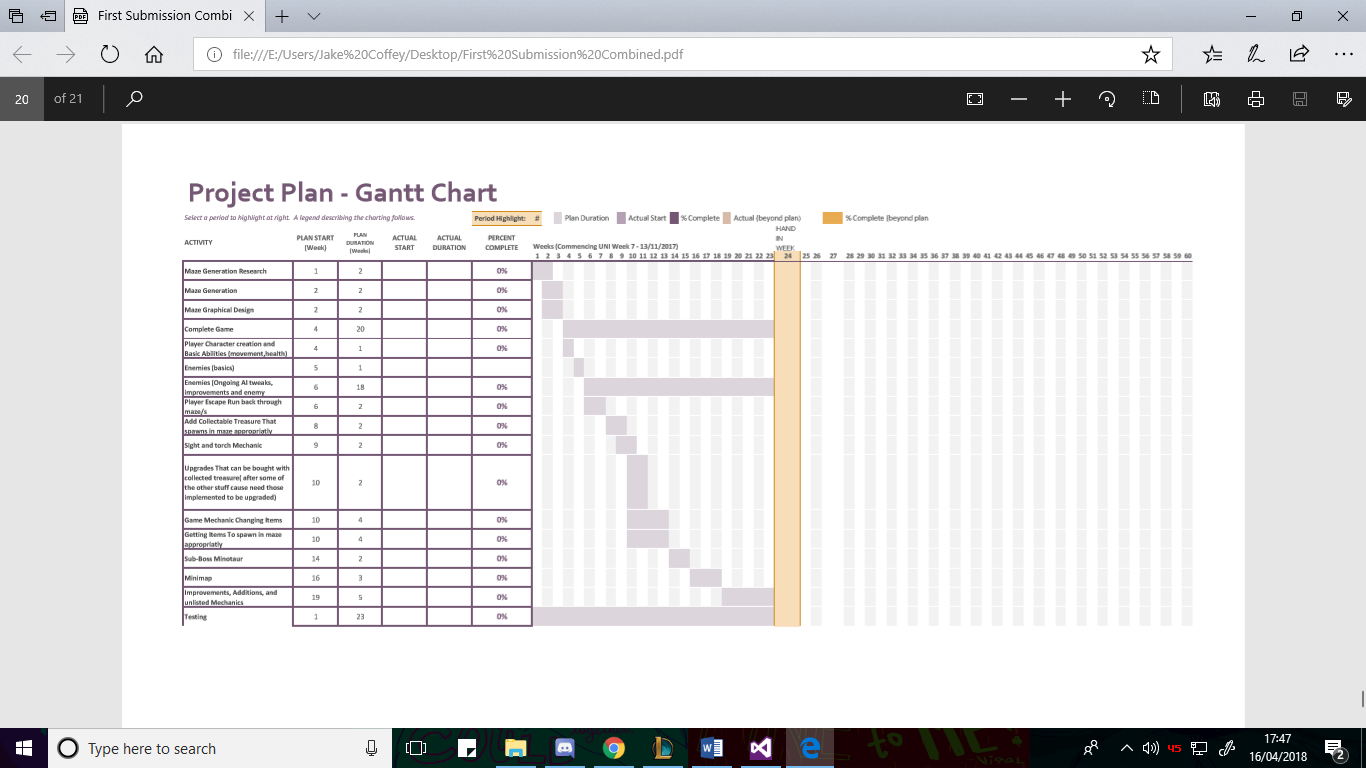 First Submission Combi
file:///E:/Users/Jake%20Coffey/Desktop/First%20Submission%20Combined.pdf
20 of 21
Project Plan - Gantt Chart
Select a period to highlight at right. A legend describing the charting follows.
Period Highlight: #
Plan Duration
Actual Start
% Complete
Actual (beyond plan)
% Complete (beyond plan
ACTIVITY
PLAN START
(Week)
PLAN
DURATION
(Weeks)
ACTUAL
START
ACTUAL
DURATION
PERCENT
COMPLETE
Weeks (Commencing UNI Week 7 - 13/11/2017)
HAND
IN
WEEK
1 2 3 4 5 6 7 8 9 10 11 12 13 14 15 16 17 18 19 20 21 22 23 24 25 26 27 28 29 30 31 32 33 34 35 36 37 38 39 40 41 42 43 44 45 46 47 48 49 50 51 52 53 54 55 56 57 58 59 60
Maze Generation Research 1 2 0%
Maze Generation 2 2 0%
Maze Graphical Design 2 2 0%
Complete Game 4 20 0%
Player Character creation and
Basic Abilities (movement,health) 4 1 0%
Enemies (basics) 5 1
Enemies (Ongoing AI tweaks,
improvements and enemy 6 18 0%
Player Escape Run back through
maze/s 6 2 0%
Add Collectable Treasure That
spawns in maze appropriatly 8 2 0%
Sight and torch Mechanic 9 2 0%
Upgrades That can be bought with
collected treasure( after some of
the other stuff cause need those
implemented to be upgraded) 10 2 0%
Game Mechanic Changing Items 10 4 0%
Getting Items To spawn in maze
appropriatly 10 4 0%
Sub-Boss Minotaur 14 2 0%
Minimap 16 3 0%
Improvements, Additions, and
unlisted Mechanics 19 5 0%
Testing 1 23 0%
Type here to search
45
17:47
16/04/2018
2